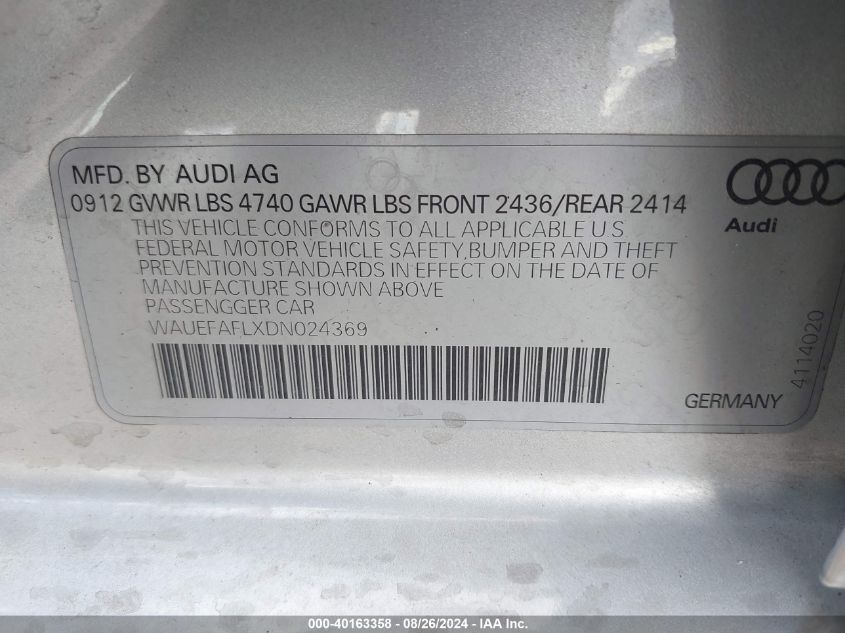 MFD. BY AUDI AG
0912 GVWR LBS 4740 GAWR LBS FRONT 2436/REAR 2414
THIS VEHICLE CONFORMS TO ALL APPLICABLE U S
FEDERAL MOTOR VEHICLE SAFETY,BUMPER AND THEFT
PREVENTION STANDARDS IN EFFECT ON THE DATE OF
MANUFACTURE SHOWN ABOVE
PASSENGGER CAR
WAUEFAFLXDN024369
Audi
4114020
GERMANY
000-40163358 - 08/26/2024 - IAA Inc.